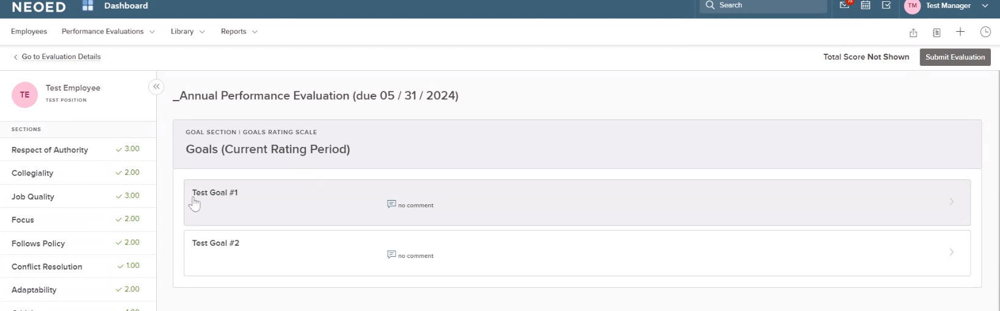 NEOED
Dashboard
Search
73
TM
Test Manager
Employees
Performance Evaluations
Library
Reports
Go to Evaluation Details
Total Score Not Shown
Submit Evaluation
TE
Test Employee
TEST POSITION
_Annual Performance Evaluation (due 05 / 31 / 2024)
SECTIONS
Respect of Authority 3.00
Collegiality 2.00
Job Quality 3.00
Focus 2.00
Follows Policy 2.00
Conflict Resolution 1.00
Adaptability 2.00
GOAL SECTION | GOALS RATING SCALE
Goals (Current Rating Period)
Test Goal #1
no comment
Test Goal #2
no comment